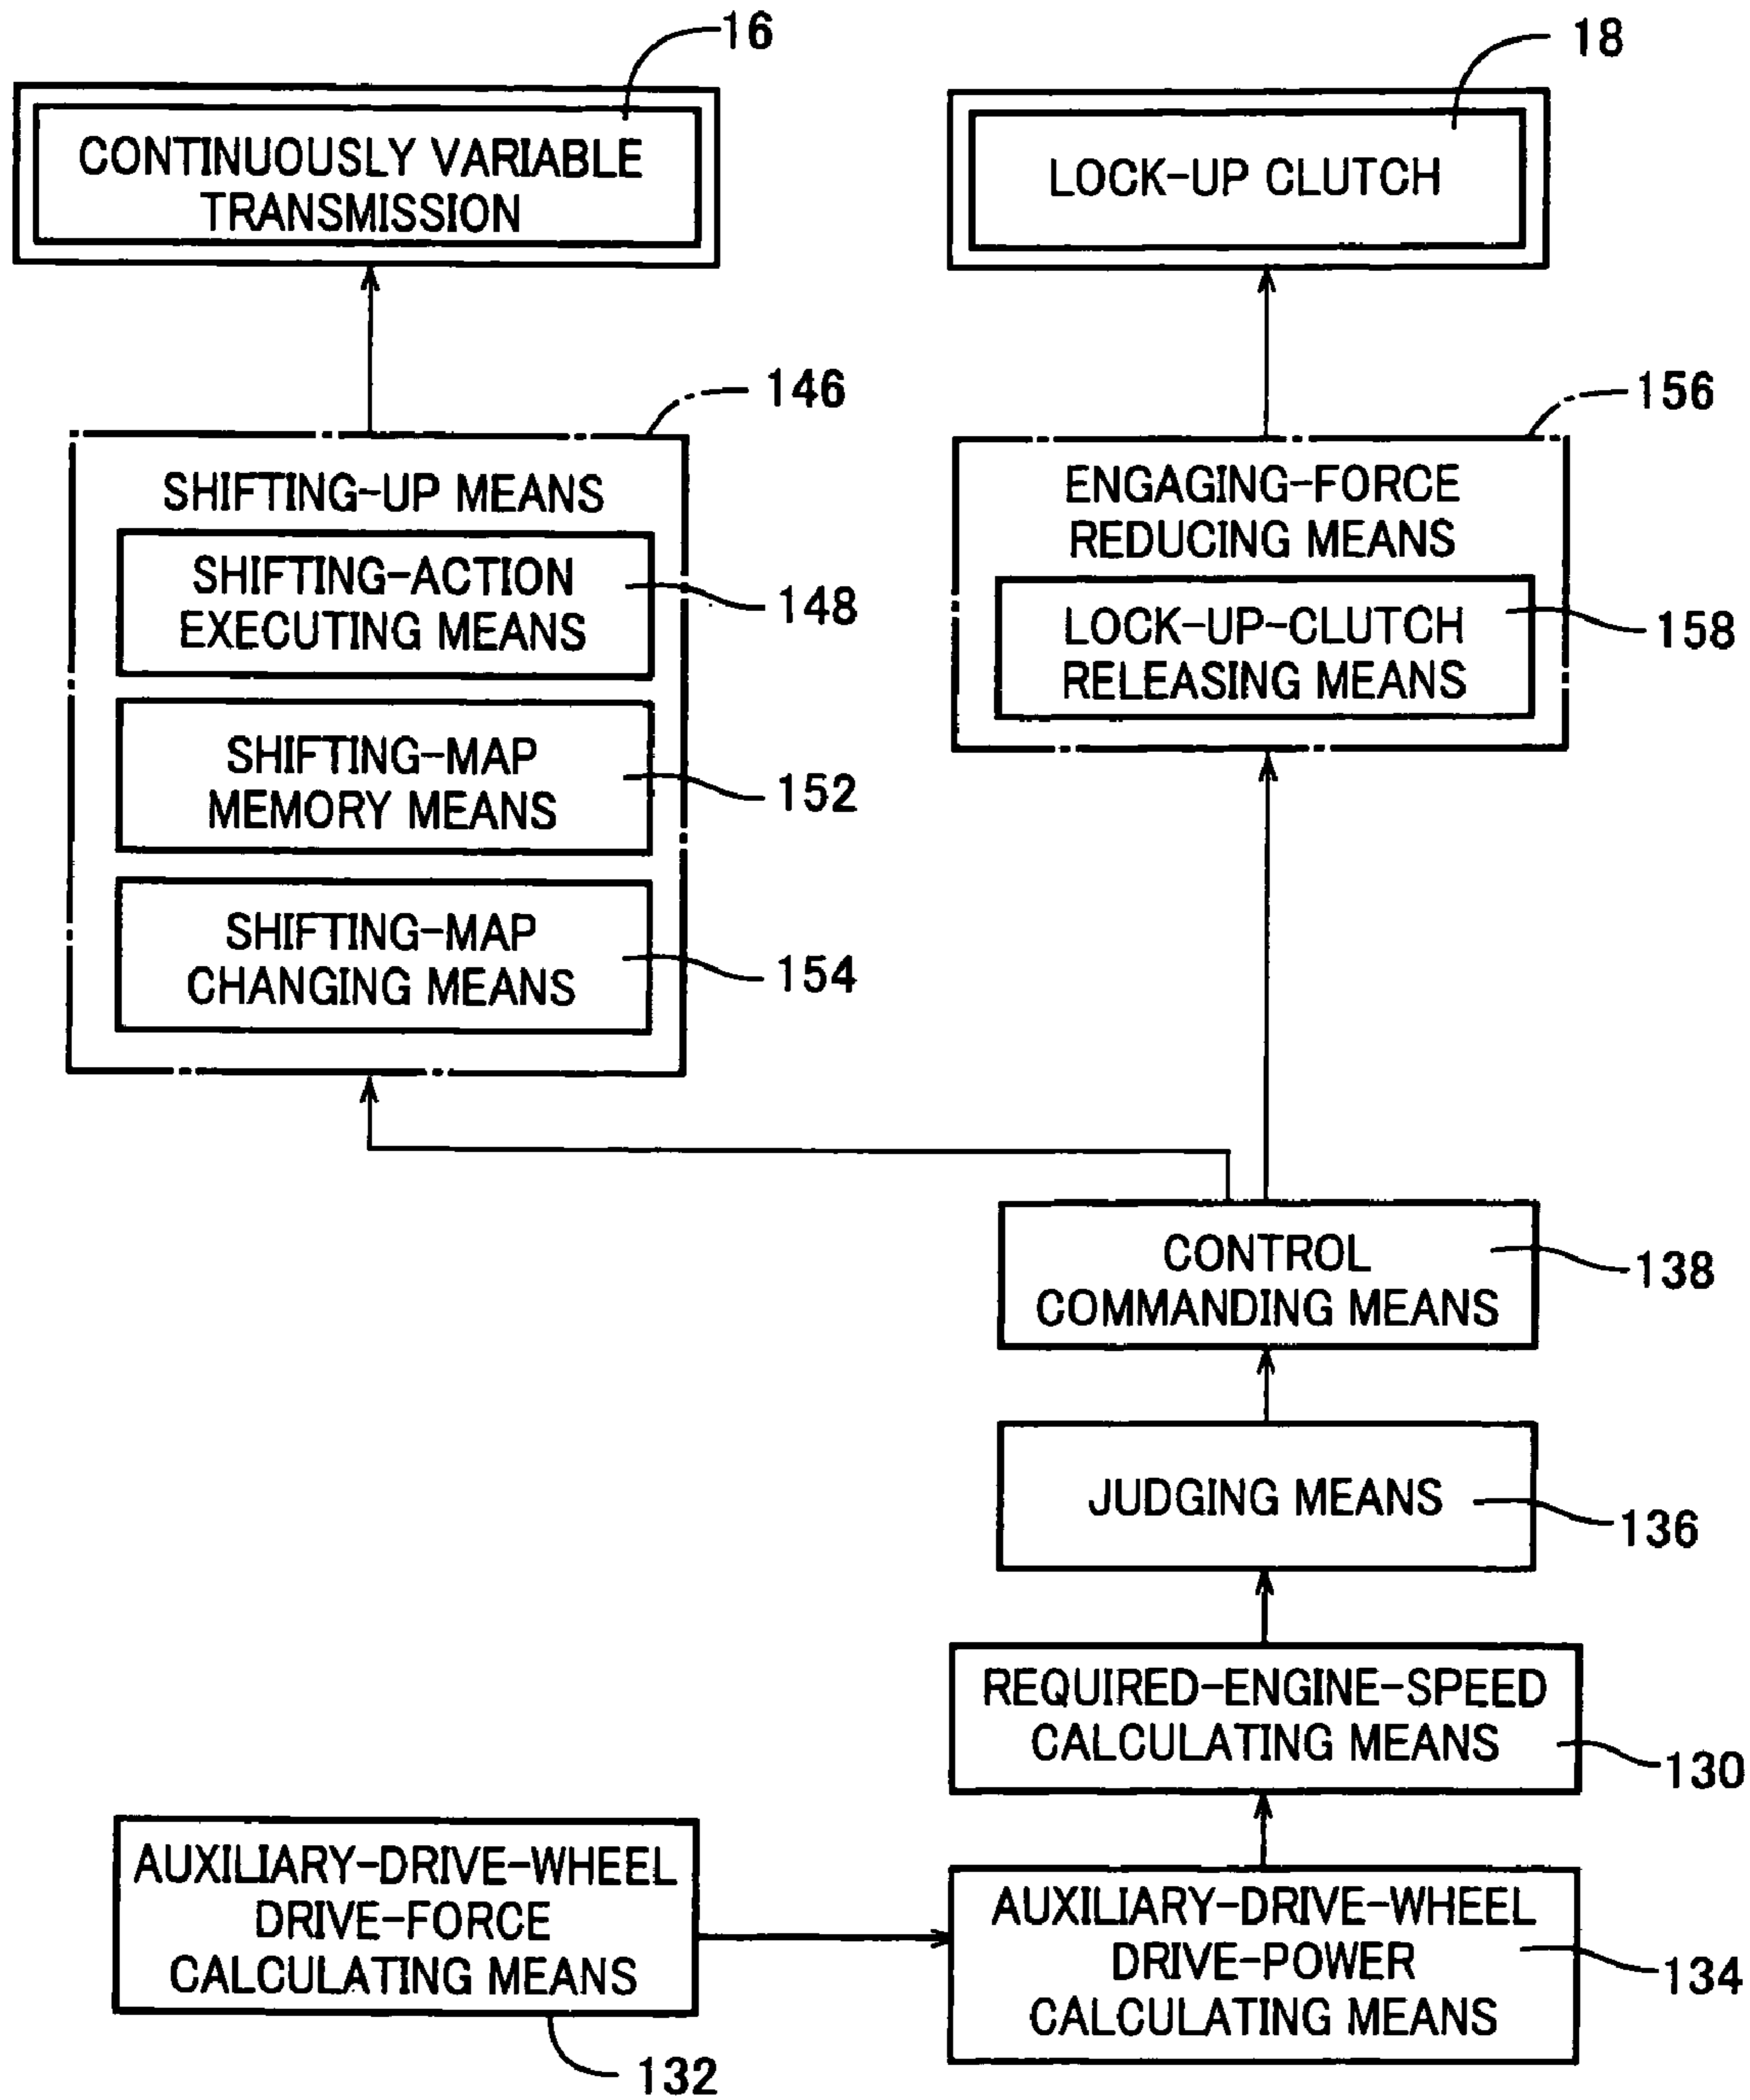 16
CONTINUOUSLY VARIABLE
TRANSMISSION
18
LOCK-UP CLUTCH
146
SHIFTING-UP MEANS
SHIFTING-ACTION
EXECUTING MEANS
148
SHIFTING-MAP
MEMORY MEANS
152
SHIFTING-MAP
CHANGING MEANS
154
156
ENGAGING-FORCE
REDUCING MEANS
LOCK-UP-CLUTCH
RELEASING MEANS
158
CONTROL
COMMANDING MEANS
138
JUDGING MEANS
136
REQUIRED-ENGINE-SPEED
CALCULATING MEANS
130
AUXILIARY-DRIVE-WHEEL
DRIVE-FORCE
CALCULATING MEANS
132
AUXILIARY-DRIVE-WHEEL
DRIVE-POWER
CALCULATING MEANS
134